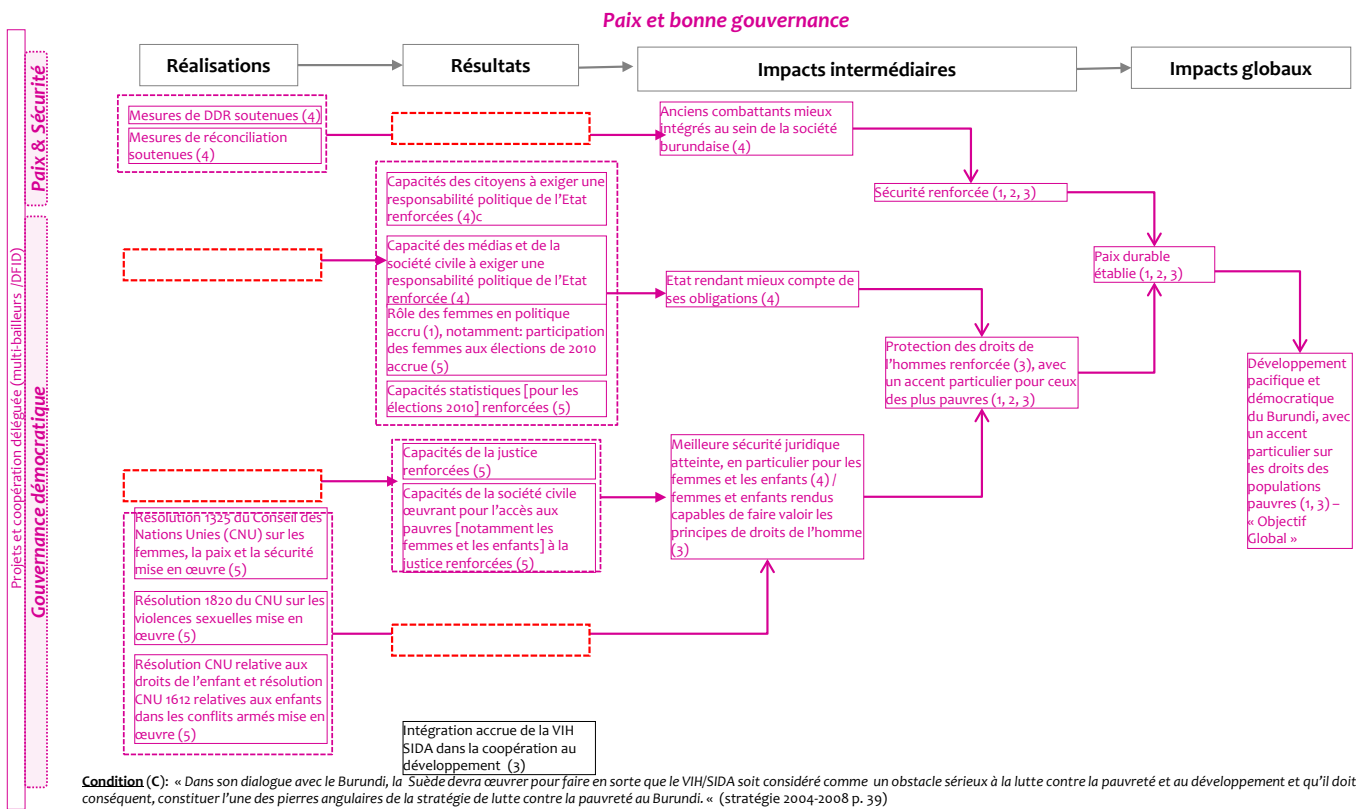 Paix et bonne gouvernance
Réalisations
Résultats
Impacts intermédiaires
Impacts globaux
Projets et coopération déléguée (multi-bailleurs /DFID)
Paix & Sécurité
Gouvernance démocratique
Mesures de DDR soutenues (4)
Mesures de réconciliation
soutenues (4)
Anciens combattants mieux
intégrés au sein de la société
burundaise (4)
Capacités des citoyens à exiger une
responsabilité politique de l'Etat
renforcées (4)c
Capacité des médias et de la
société civile à exiger une
responsabilité politique de l'Etat
renforcée (4)
Rôle des femmes en politique
accru (1), notamment: participation
des femmes aux élections de 2010
accrue (5)
Capacités statistiques [pour les
élections 2010] renforcées (5)
Sécurité renforcée (1, 2, 3)
Paix durable
établie (1, 2, 3)
Etat rendant mieux compte de
ses obligations (4)
Protection des droits de
l'hommes renforcée (3), avec
un accent particulier pour ceux
des plus pauvres (1, 2, 3)
Développement
pacifique et
démocratique
du Burundi, avec
un accent
particulier sur
les droits des
populations
pauvres (1, 3) –
« Objectif
Global »
Capacités de la justice
renforcées (5)
Capacités de la société civile
œuvrant pour l'accès aux
pauvres [notamment les
femmes et les enfants] à la
justice renforcées (5)
Meilleure sécurité juridique
atteinte, en particulier pour les
femmes et les enfants (4) /
femmes et enfants rendus
capables de faire valoir les
principes de droits de l'homme
(3)
Résolution 1325 du Conseil des
Nations Unies (CNU) sur les
femmes, la paix et la sécurité
mise en œuvre (5)
Résolution 1820 du CNU sur les
violences sexuelles mise en
œuvre (5)
Résolution CNU relative aux
droits de l'enfant et résolution
CNU 1612 relatives aux enfants
dans les conflits armés mise en
œuvre (5)
Intégration accrue de la VIH
SIDA dans la coopération au
développement (3)
Condition (C): « Dans son dialogue avec le Burundi, la Suède devra œuvrer pour faire en sorte que le VIH/SIDA soit considéré comme un obstacle sérieux à la lutte contre la pauvreté et au développement et qu'il doit
conséquent, constituer l'une des pierres angulaires de la stratégie de lutte contre la pauvreté au Burundi. « (stratégie 2004-2008 p. 39)